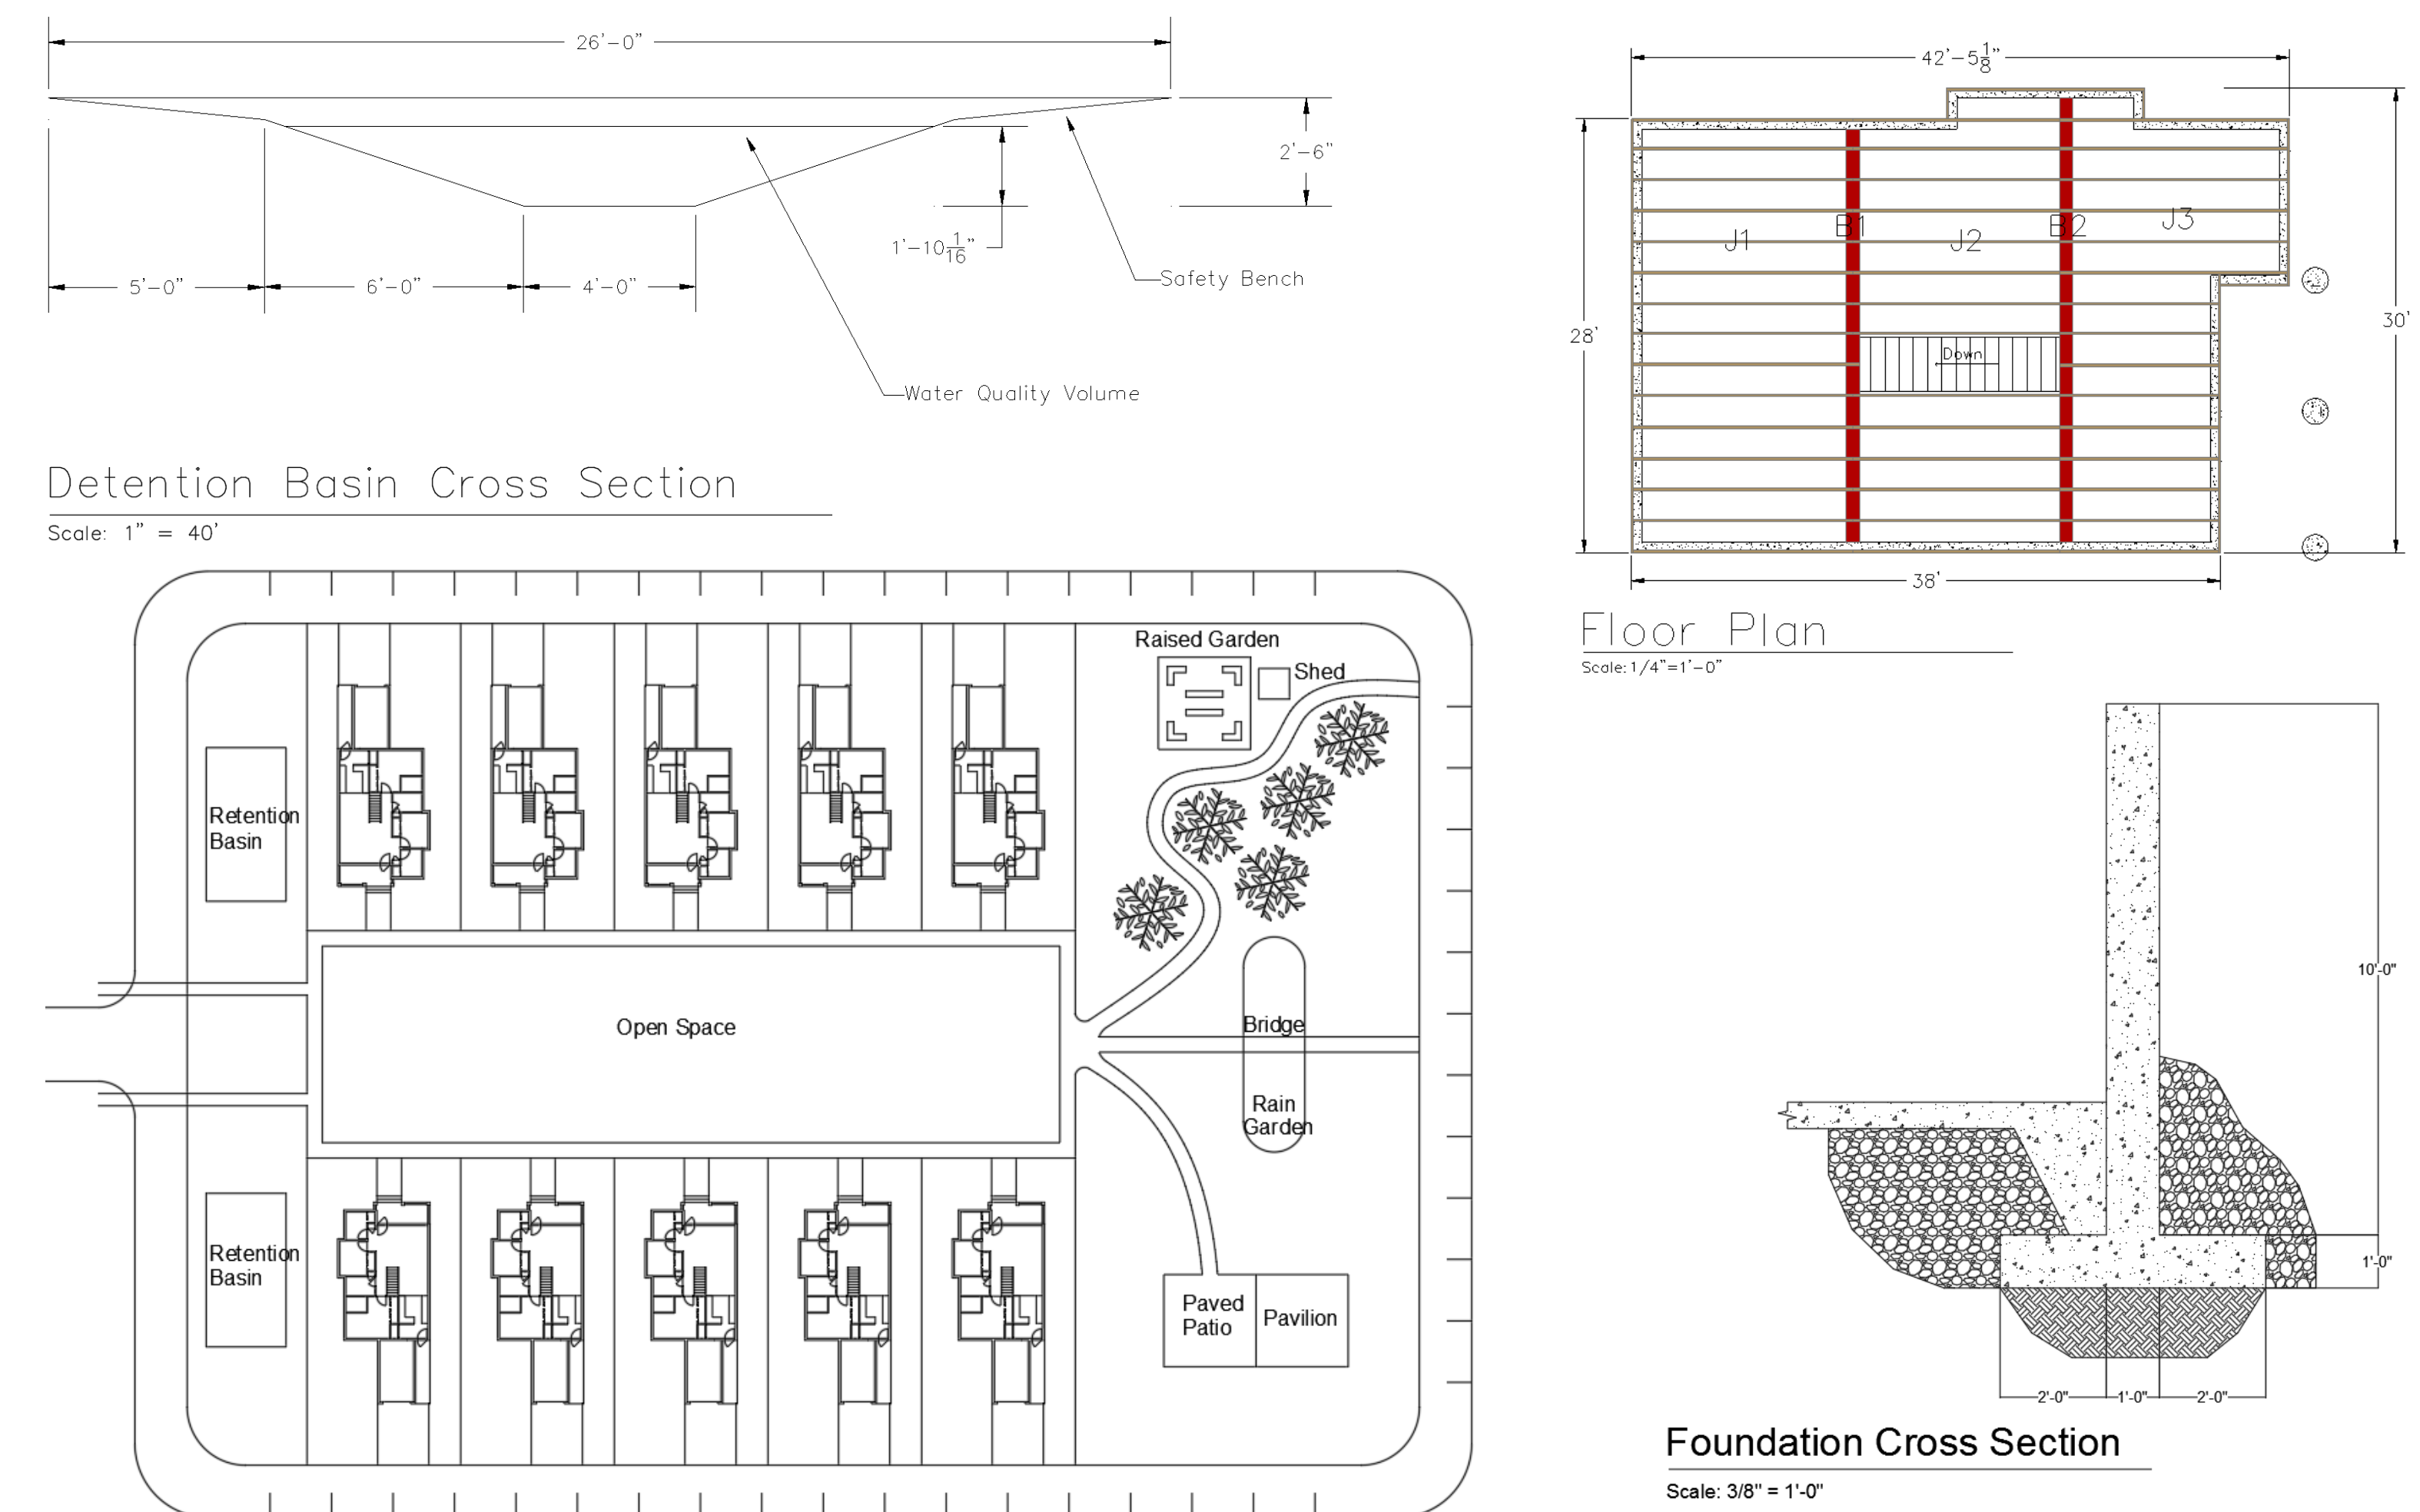 26'-0"
2'-6"
1'-10 1/16"
5'-0"
6'-0"
4'-0"
Safety Bench
Water Quality Volume
Detention Basin Cross Section
Scale: 1" = 40'
42'-5 1/8"
J1
B1
J2
B2
J3
28'
30'
Down
38'
Floor Plan
Scale:1/4"=1'-0"
Raised Garden
Shed
Retention
Basin
Open Space
Bridge
Rain
Garden
Retention
Basin
Paved
Patio
Pavilion
10'-0"
1'-0"
2'-0"
1'-0"
2'-0"
Foundation Cross Section
Scale: 3/8" = 1'-0"